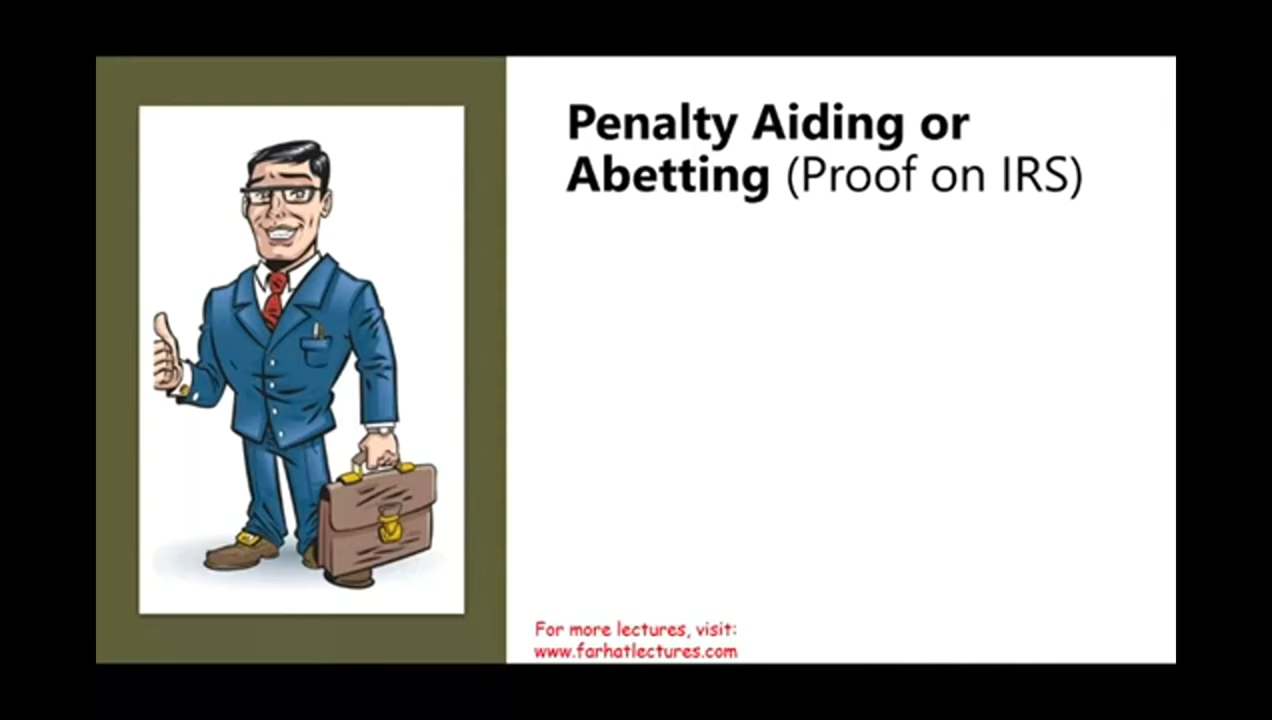 Penalty Aiding or
Abetting (Proof on IRS)
For more lectures, visit:
www.farhatlectures.com